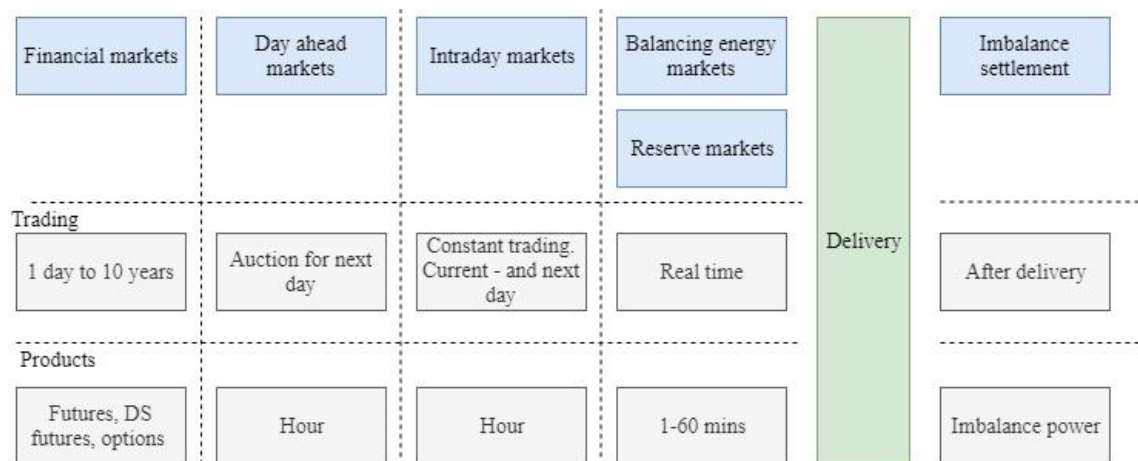 Financial markets
Day ahead
markets
Intraday markets
Balancing energy
markets
Imbalance
settlement
Reserve markets
Delivery
Trading
1 day to 10 years
Auction for next
day
Constant trading.
Current - and next
day
Real time
After delivery
Products
Futures, DS
futures, options
Hour
Hour
1-60 mins
Imbalance power